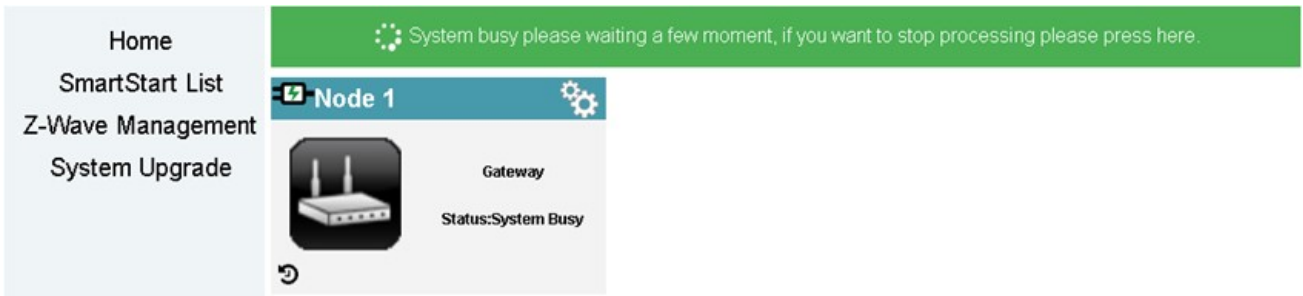 Home
SmartStart List
Z-Wave Management
System Upgrade
System busy please waiting a few moment, if you want to stop processing please press here.
Node 1
Gateway
Status:System Busy